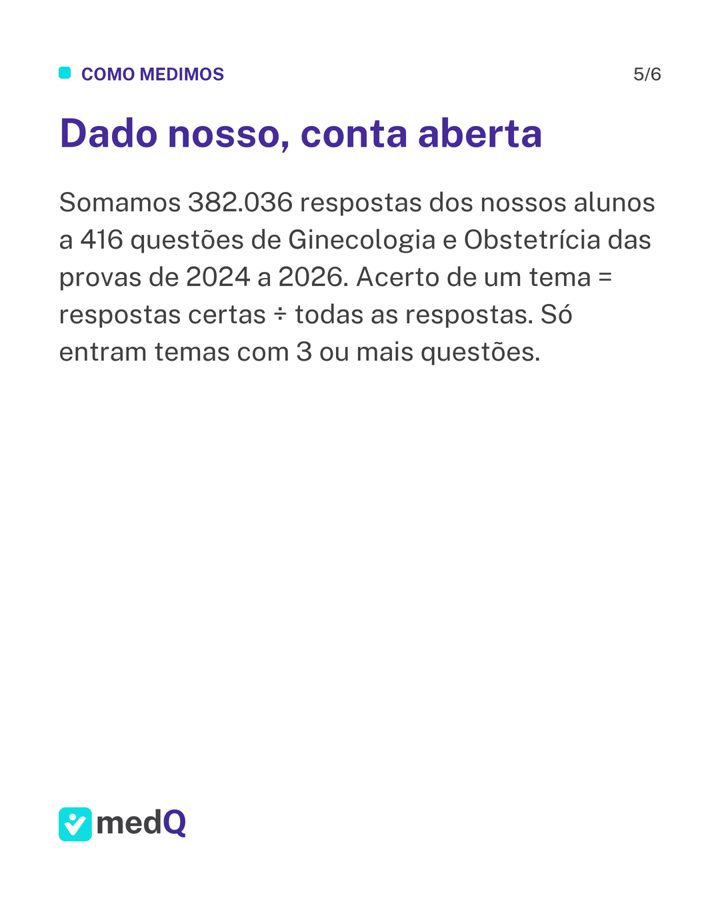 COMO MEDIMOS
5/6
Dado nosso, conta aberta
Somamos 382.036 respostas dos nossos alunos
a 416 questões de Ginecologia e Obstetrícia das
provas de 2024 a 2026. Acerto de um tema =
respostas certas ÷ todas as respostas. Só
entram temas com 3 ou mais questões.
medQ